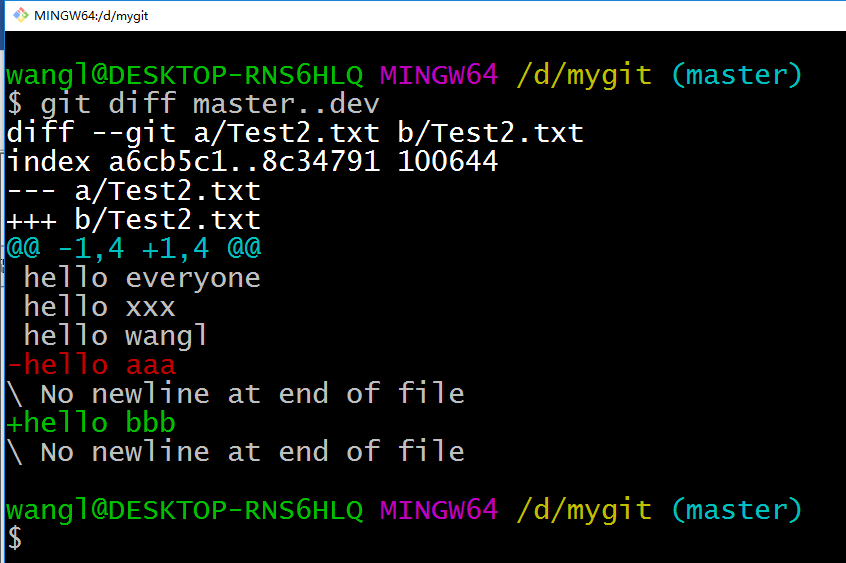 MINGW64:/d/mygit
wangl@DESKTOP-RNS6HLQ MINGW64 /d/mygit (master)
$ git diff master..dev
diff --git a/Test2.txt b/Test2.txt
index a6cb5c1..8c34791 100644
--- a/Test2.txt
+++ b/Test2.txt
@@ -1,4 +1,4 @@
 hello everyone
 hello xxx
 hello wangl
-hello aaa
\ No newline at end of file
+hello bbb
\ No newline at end of file
wangl@DESKTOP-RNS6HLQ MINGW64 /d/mygit (master)
$